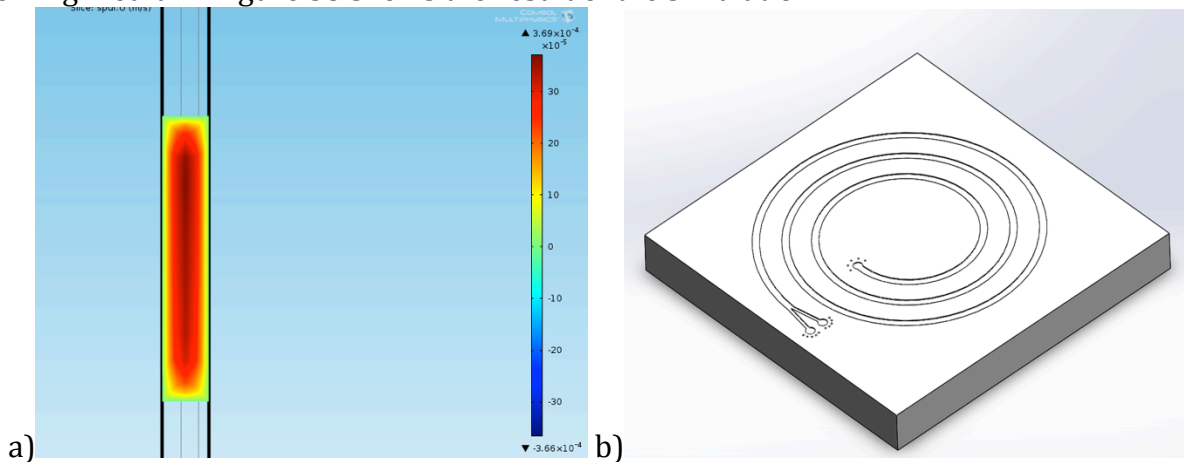 Slice: spur.u (m/s)
COMSOL
MULTIPHYSICS
▲ 3.69×10⁻⁴
×10⁻⁵
30
20
10
0
-10
-20
-30
▼ -3.66×10⁻⁴
a)
b)